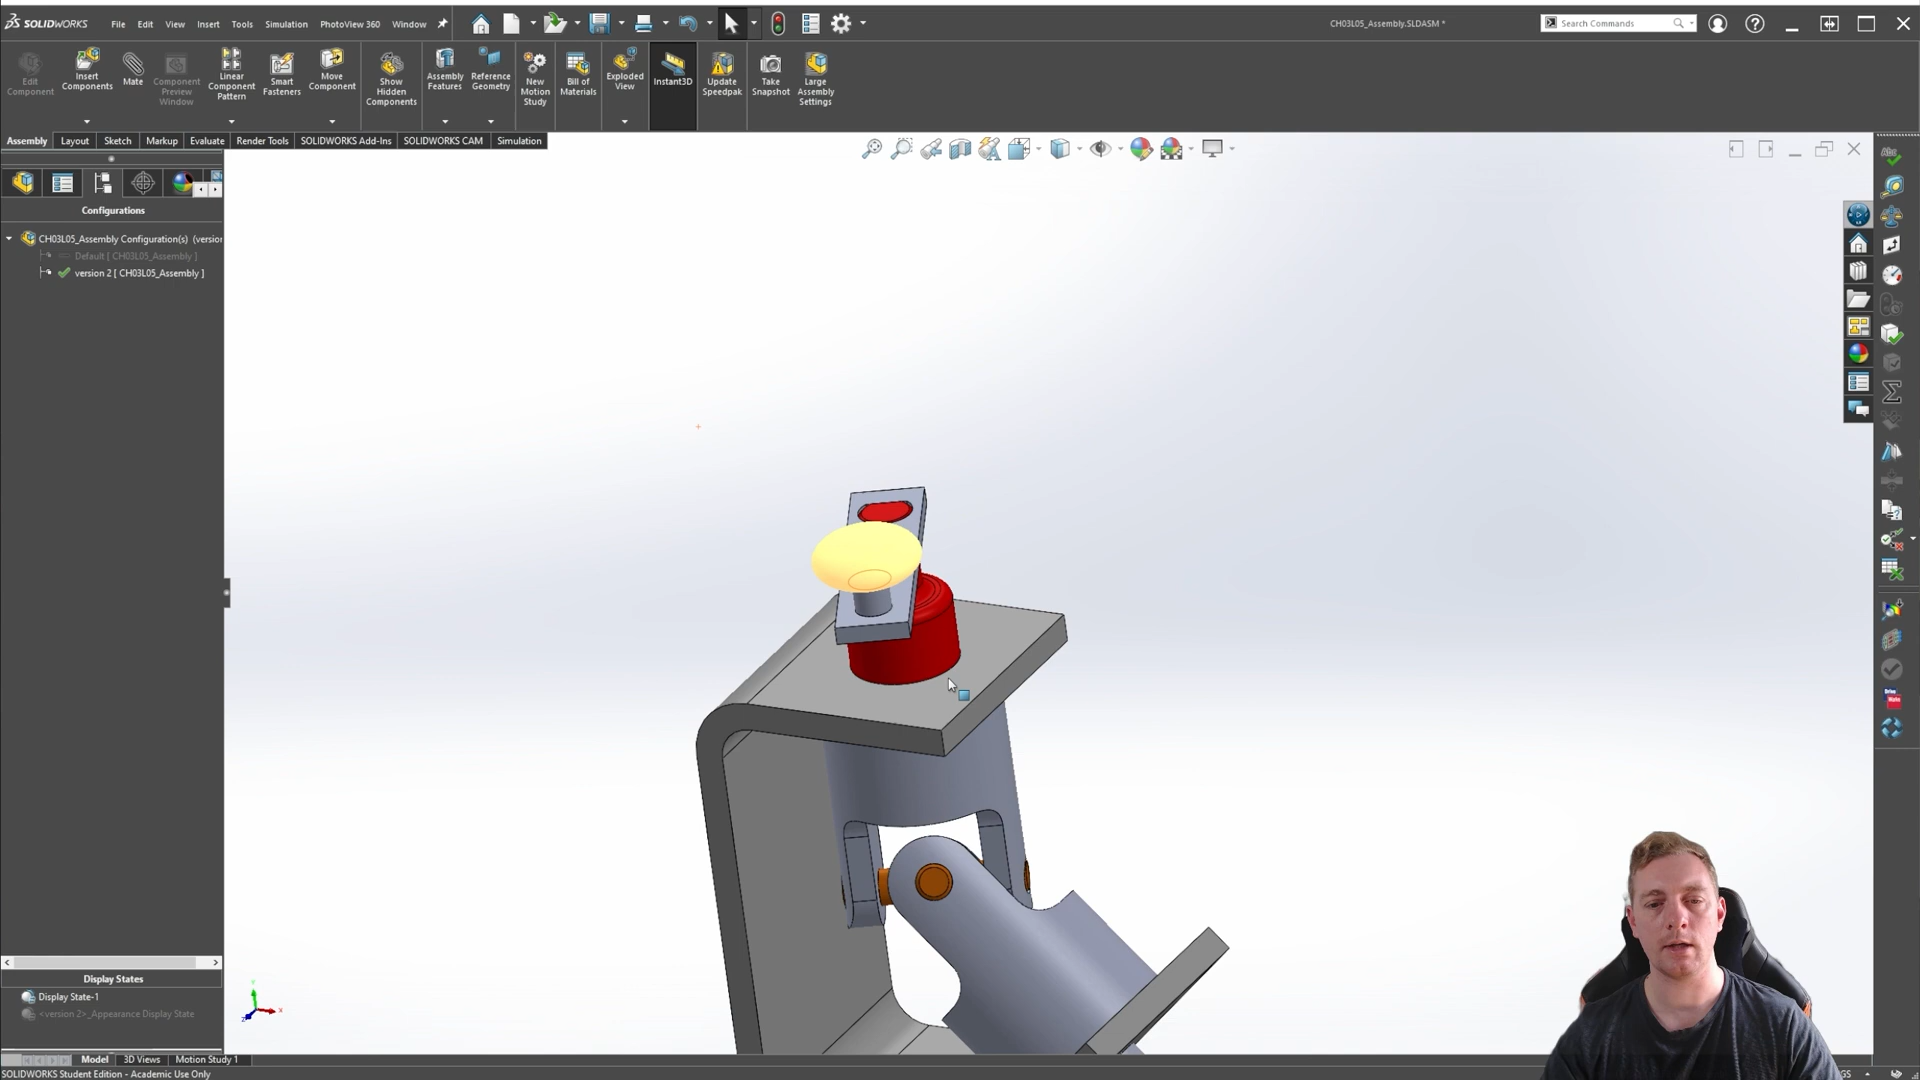 SOLIDWORKS File Edit View Insert Tools Simulation PhotoView 360 Window CH03L05_Assembly.SLDASM * Search Commands
Edit Component
Insert Components
Mate
Component Preview Window
Linear Component Pattern
Smart Fasteners
Move Component
Show Hidden Components
Assembly Features
Reference Geometry
New Motion Study
Bill of Materials
Exploded View
Instant3D
Update Speedpak
Take Snapshot
Large Assembly Settings
Assembly Layout Sketch Markup Evaluate Render Tools SOLIDWORKS Add-Ins SOLIDWORKS CAM Simulation
Configurations
CH03L05_Assembly Configuration(s) (version
Default [ CH03L05_Assembly ]
version 2 [ CH03L05_Assembly ]
Display States
Display State-1
<version 2>_Appearance Display State
Model 3D Views Motion Study 1
SOLIDWORKS Student Edition - Academic Use Only